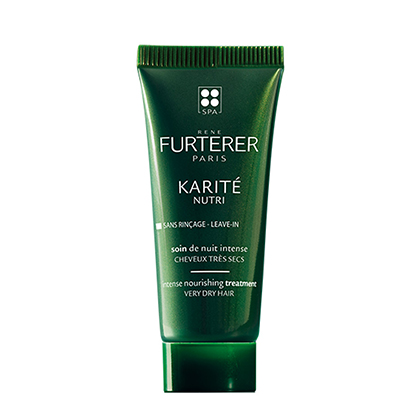 SPA
RENE
FURTERER
PARIS
KARITÉ
NUTRI
SANS RINÇAGE - LEAVE-IN
soin de nuit intense
CHEVEUX TRÈS SECS
intense nourishing treatment
VERY DRY HAIR